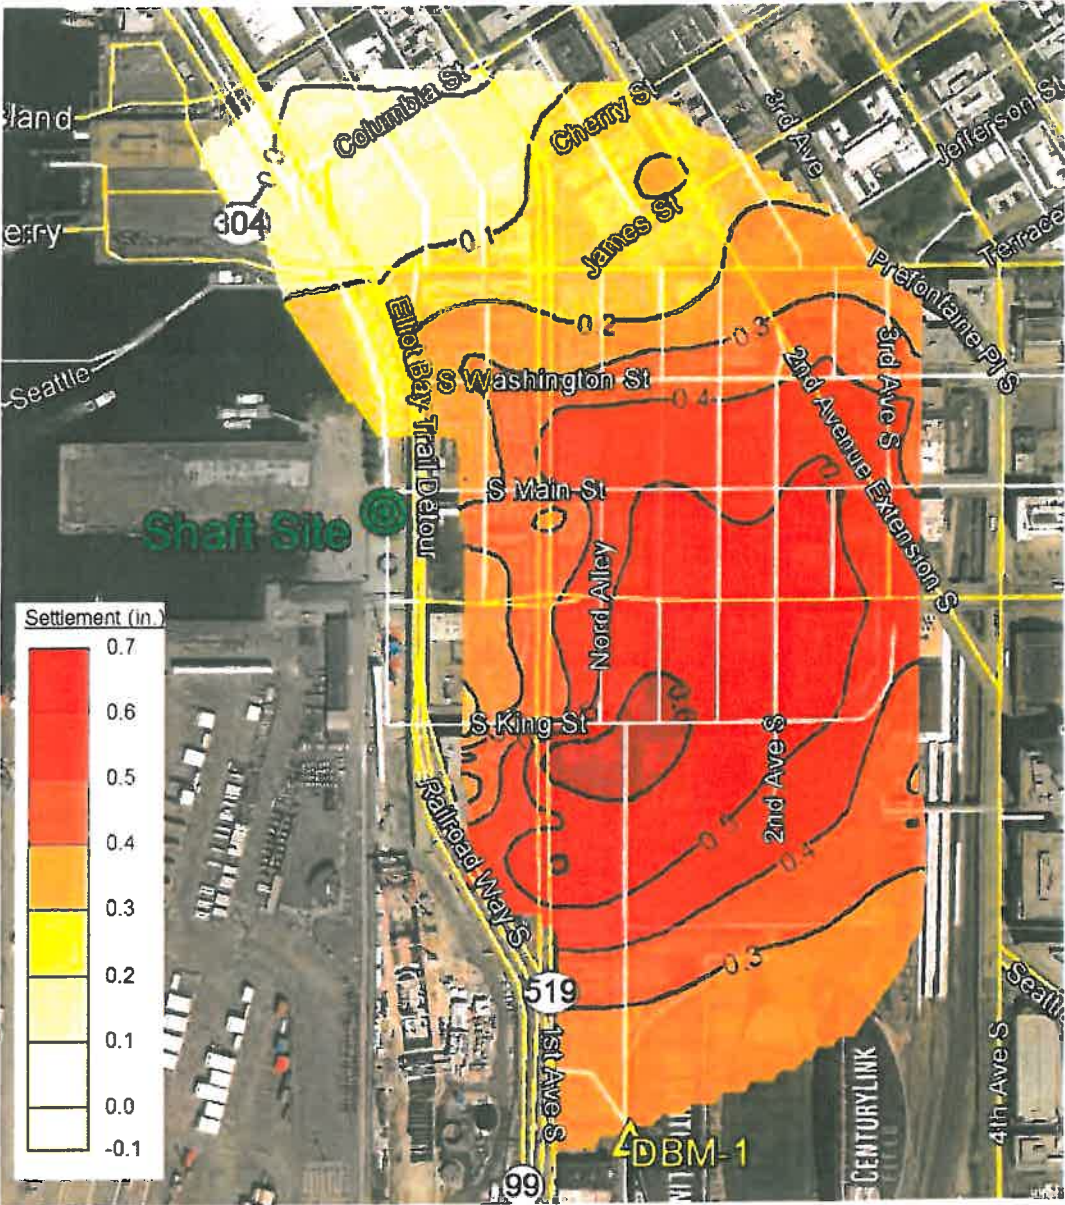 Columbia St
Cherry St
3rd Ave
Jefferson St
land
304
erry
0.1
James St
Terrace
Prefontaine Pl S
Elliot Bay Trail Detour
0.2
0.3
3rd Ave S
Seattle
S Washington St
2nd Avenue Extension S
0.4
S Main St
Shaft Site
Nord Alley
Settlement (in.)
0.7
0.6
0.5
0.4
0.3
0.2
0.1
0.0
-0.1
S King St
2nd Ave S
Railroad Way S
0.4
0.3
519
1st Ave S
4th Ave S
CENTURYLINK
FIELD
DBM-1
99